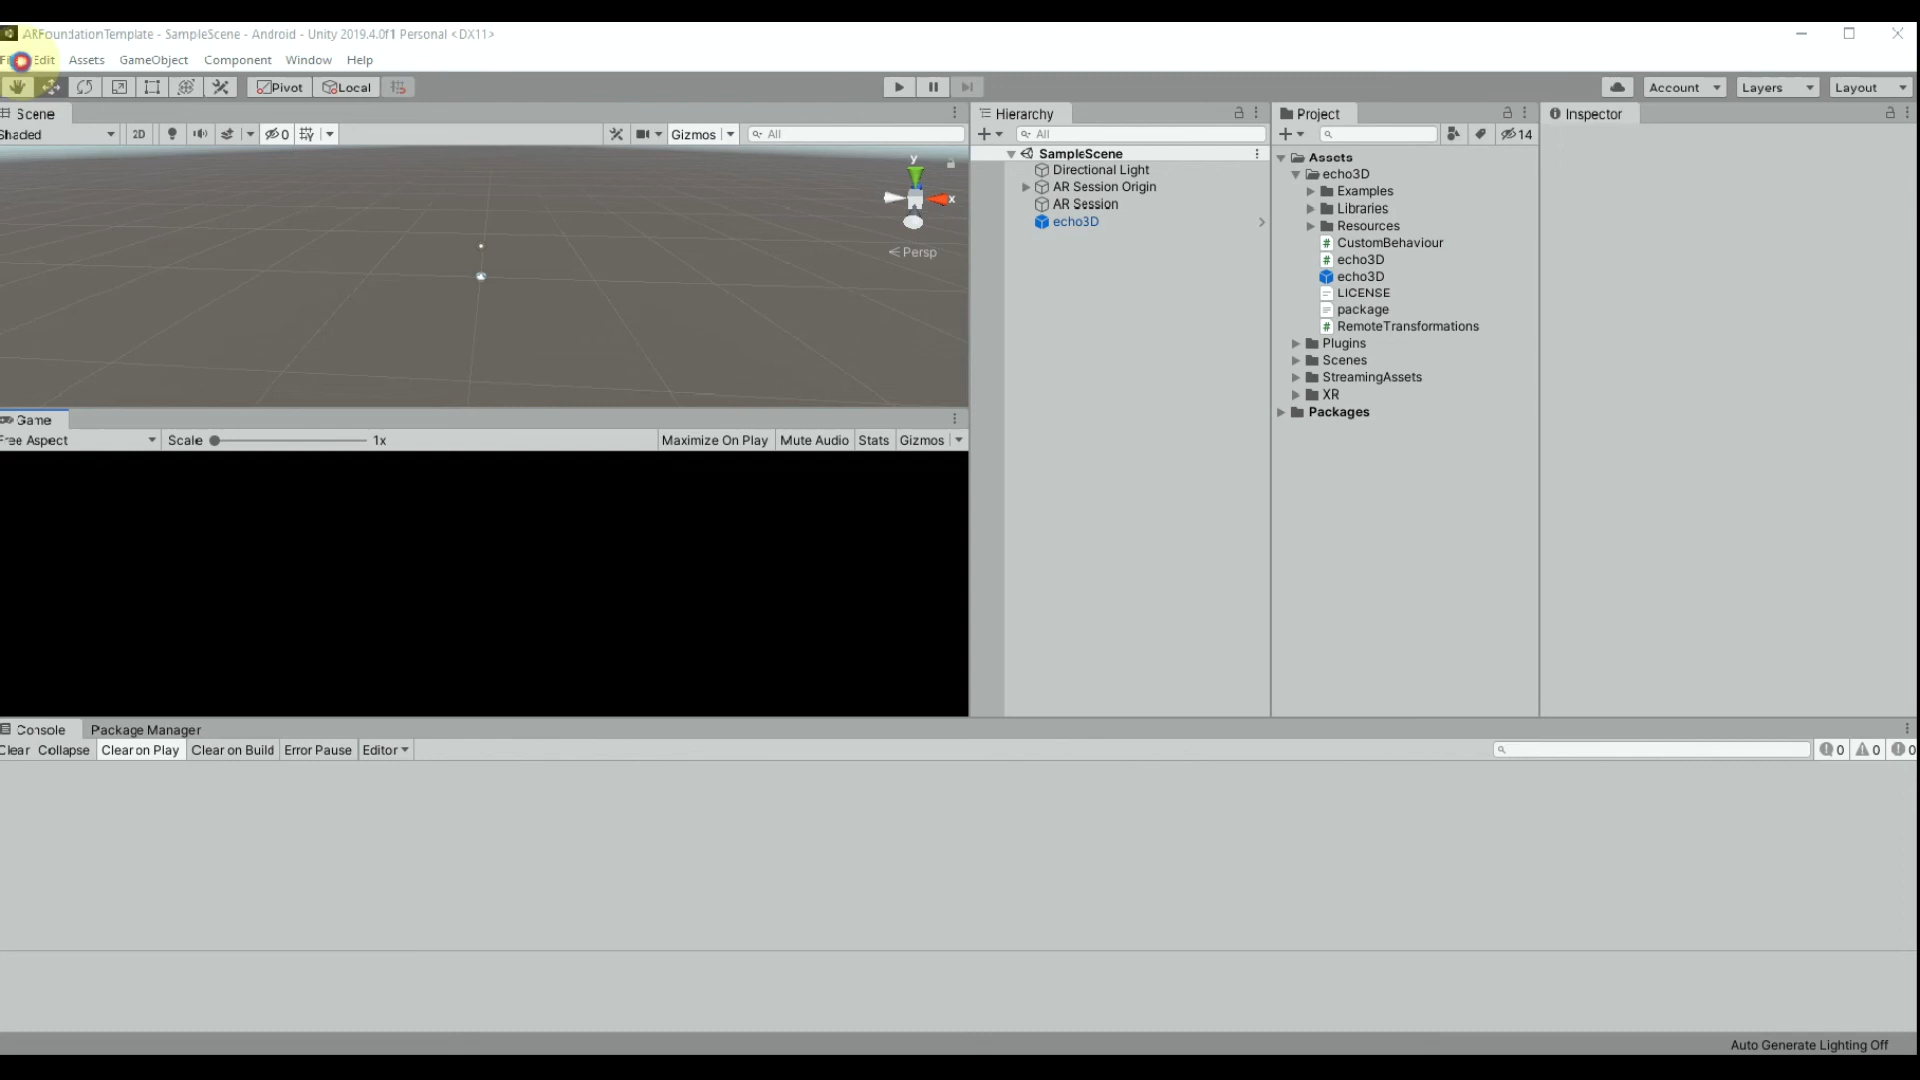 ARFoundationTemplate - SampleScene - Android - Unity 2019.4.0f1 Personal <DX11>
Edit Assets GameObject Component Window Help
Pivot Local Account Layers Layout
Scene
Shaded 2D 0 Gizmos All
y
x
Persp
Game
Free Aspect Scale 1x Maximize On Play Mute Audio Stats Gizmos
Hierarchy
All
SampleScene
Directional Light
AR Session Origin
AR Session
echo3D
Project
14
Assets
echo3D
Examples
Libraries
Resources
CustomBehaviour
echo3D
echo3D
LICENSE
package
RemoteTransformations
Plugins
Scenes
StreamingAssets
XR
Packages
Inspector
Console Package Manager
Clear Collapse Clear on Play Clear on Build Error Pause Editor 0 0 0
Auto Generate Lighting Off